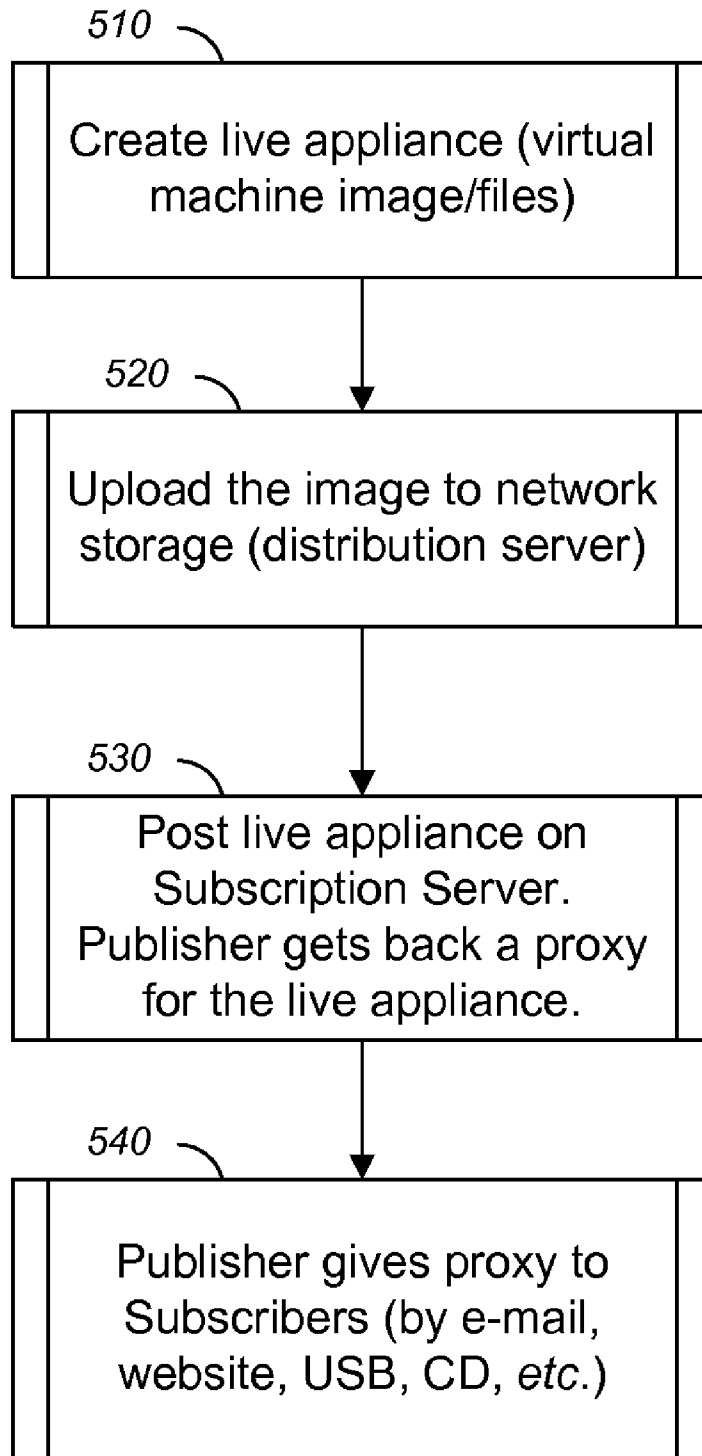 510
Create live appliance (virtual
machine image/files)
520
Upload the image to network
storage (distribution server)
530
Post live appliance on
Subscription Server.
Publisher gets back a proxy
for the live appliance.
540
Publisher gives proxy to
Subscribers (by e-mail,
website, USB, CD, etc.)